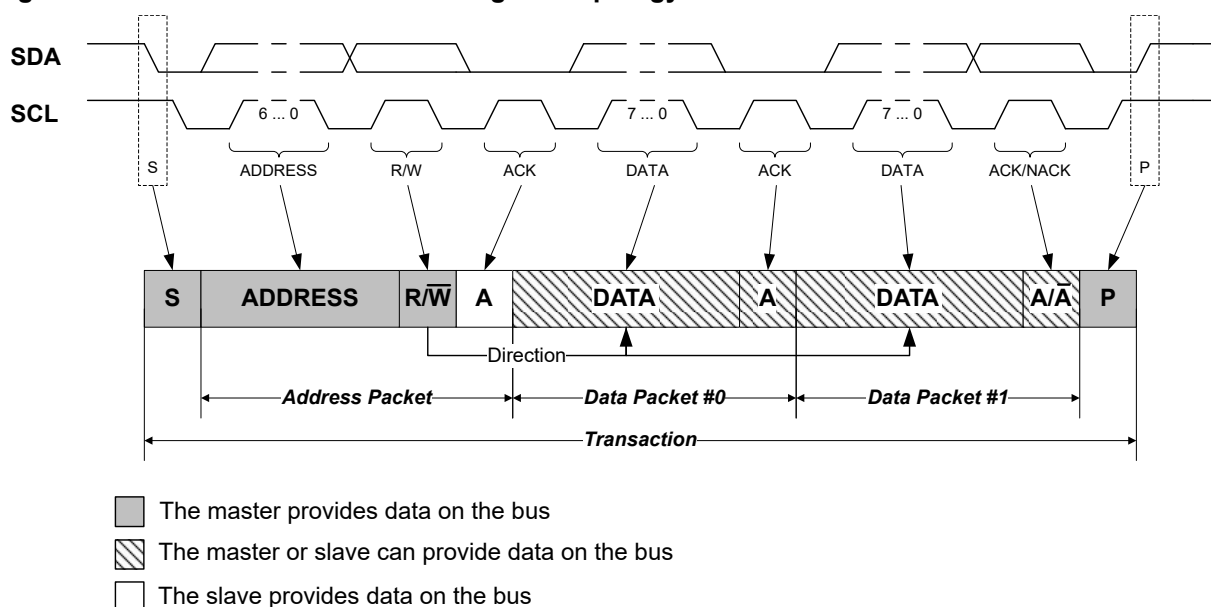 SDA
SCL
6 ... 0
7 ... 0
7 ... 0
S
ADDRESS
R/W
ACK
DATA
ACK
DATA
ACK/NACK
P
S
ADDRESS
R/W̅
A
DATA
A
DATA
A/A̅
P
Direction
Address Packet
Data Packet #0
Data Packet #1
Transaction
The master provides data on the bus
The master or slave can provide data on the bus
The slave provides data on the bus